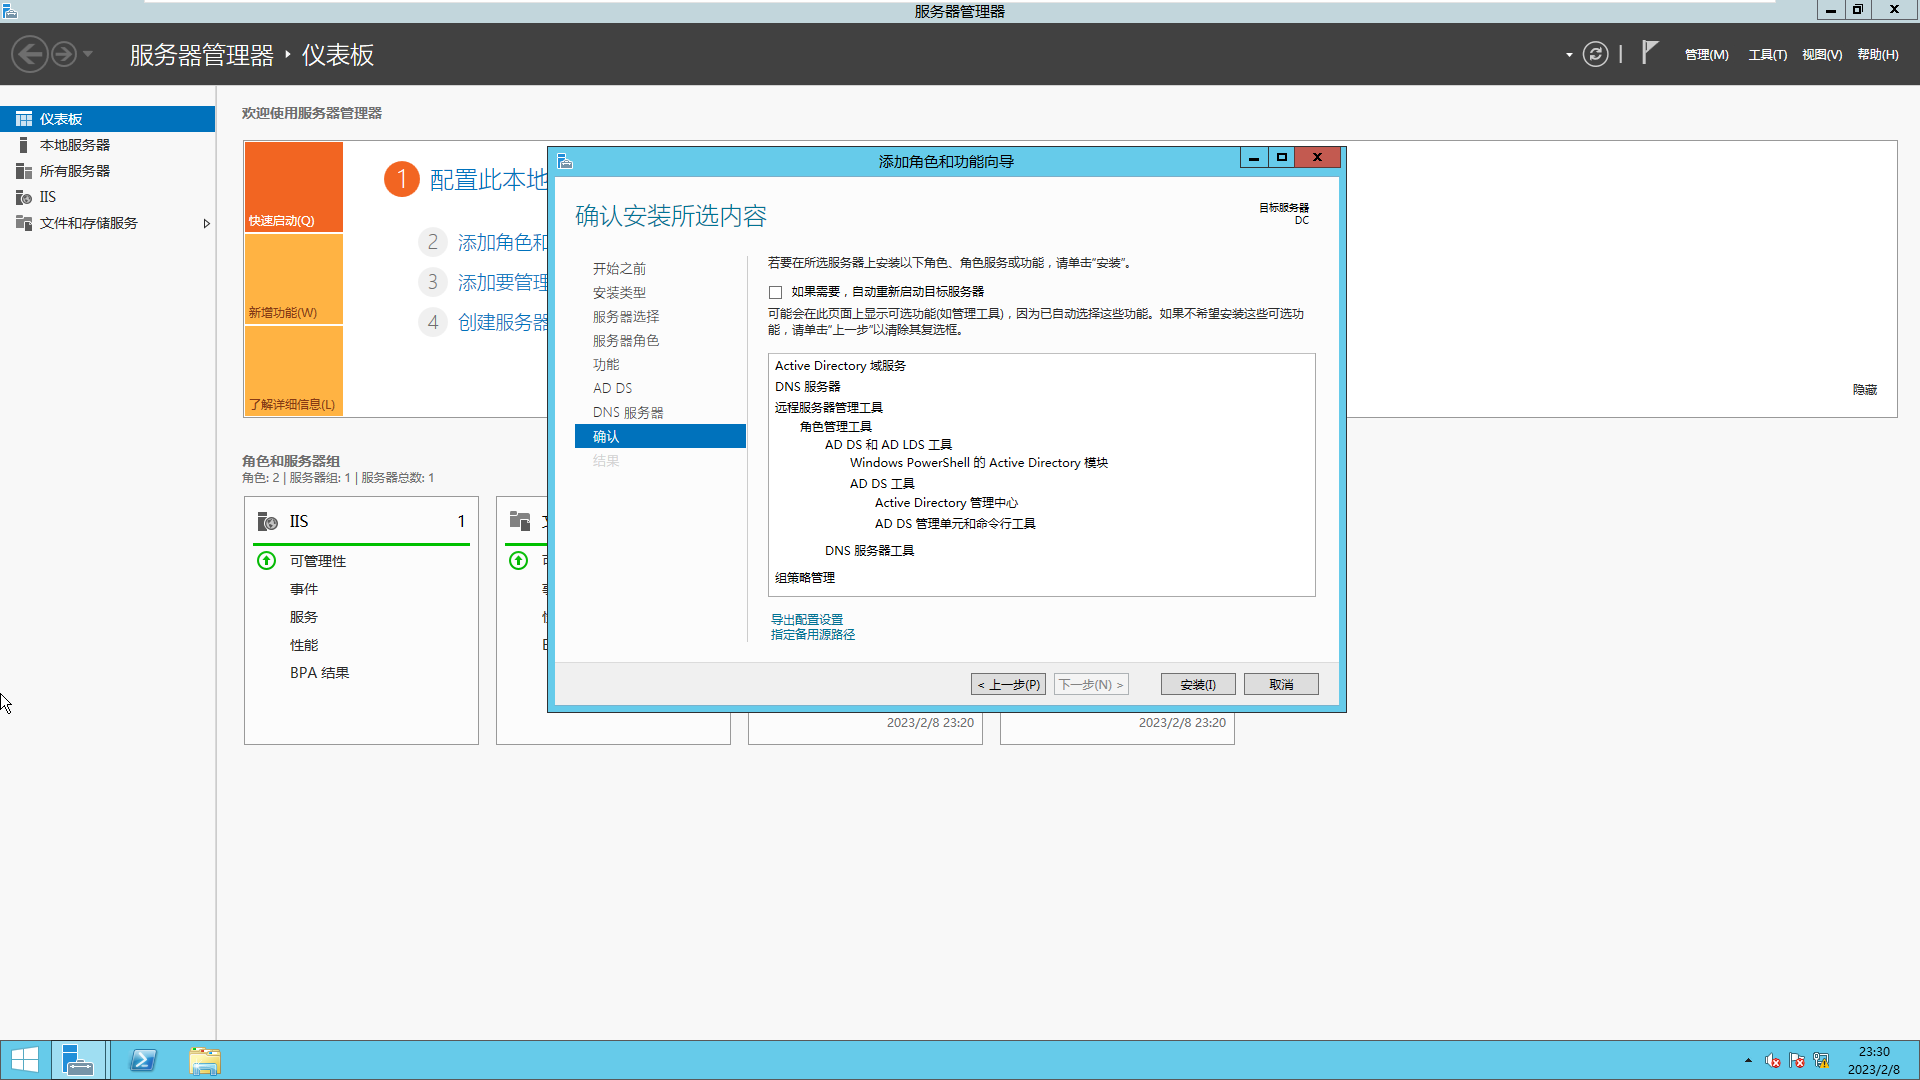 服务器管理器
服务器管理器 ‣ 仪表板
管理(M) 工具(T) 视图(V) 帮助(H)
仪表板
本地服务器
所有服务器
IIS
文件和存储服务
欢迎使用服务器管理器
快速启动(Q)
新增功能(W)
了解详细信息(L)
1 配置此本地
2 添加角色和
3 添加要管理
4 创建服务器
隐藏
角色和服务器组
角色: 2 | 服务器组: 1 | 服务器总数: 1
IIS 1
可管理性
事件
服务
性能
BPA 结果
2023/2/8 23:20
2023/2/8 23:20
添加角色和功能向导
确认安装所选内容
目标服务器
DC
开始之前
安装类型
服务器选择
服务器角色
功能
AD DS
DNS 服务器
确认
结果
若要在所选服务器上安装以下角色、角色服务或功能，请单击“安装”。
如果需要，自动重新启动目标服务器
可能会在此页面上显示可选功能(如管理工具)，因为已自动选择这些功能。如果不希望安装这些可选功
能，请单击“上一步”以清除其复选框。
Active Directory 域服务
DNS 服务器
远程服务器管理工具
角色管理工具
AD DS 和 AD LDS 工具
Windows PowerShell 的 Active Directory 模块
AD DS 工具
Active Directory 管理中心
AD DS 管理单元和命令行工具
DNS 服务器工具
组策略管理
导出配置设置
指定备用源路径
< 上一步(P) 下一步(N) > 安装(I) 取消
23:30
2023/2/8